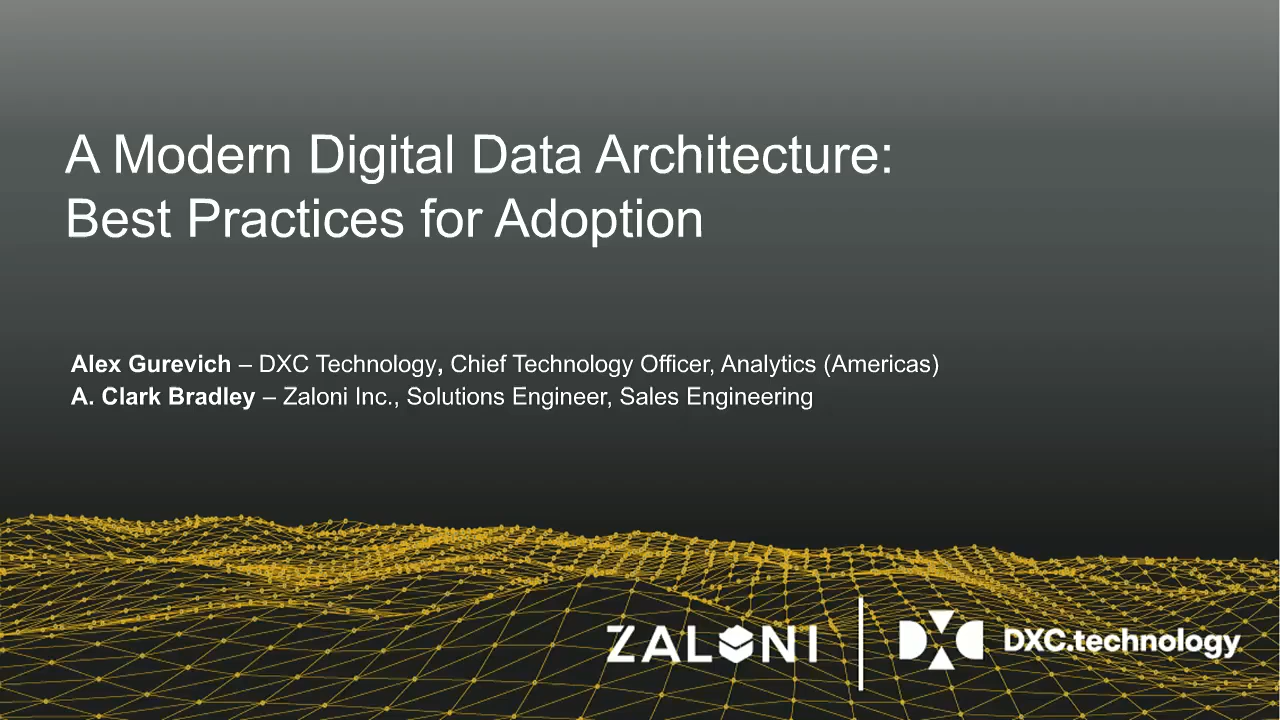 A Modern Digital Data Architecture:
Best Practices for Adoption
Alex Gurevich – DXC Technology, Chief Technology Officer, Analytics (Americas)
A. Clark Bradley – Zaloni Inc., Solutions Engineer, Sales Engineering
ZALONI
DXC.technology